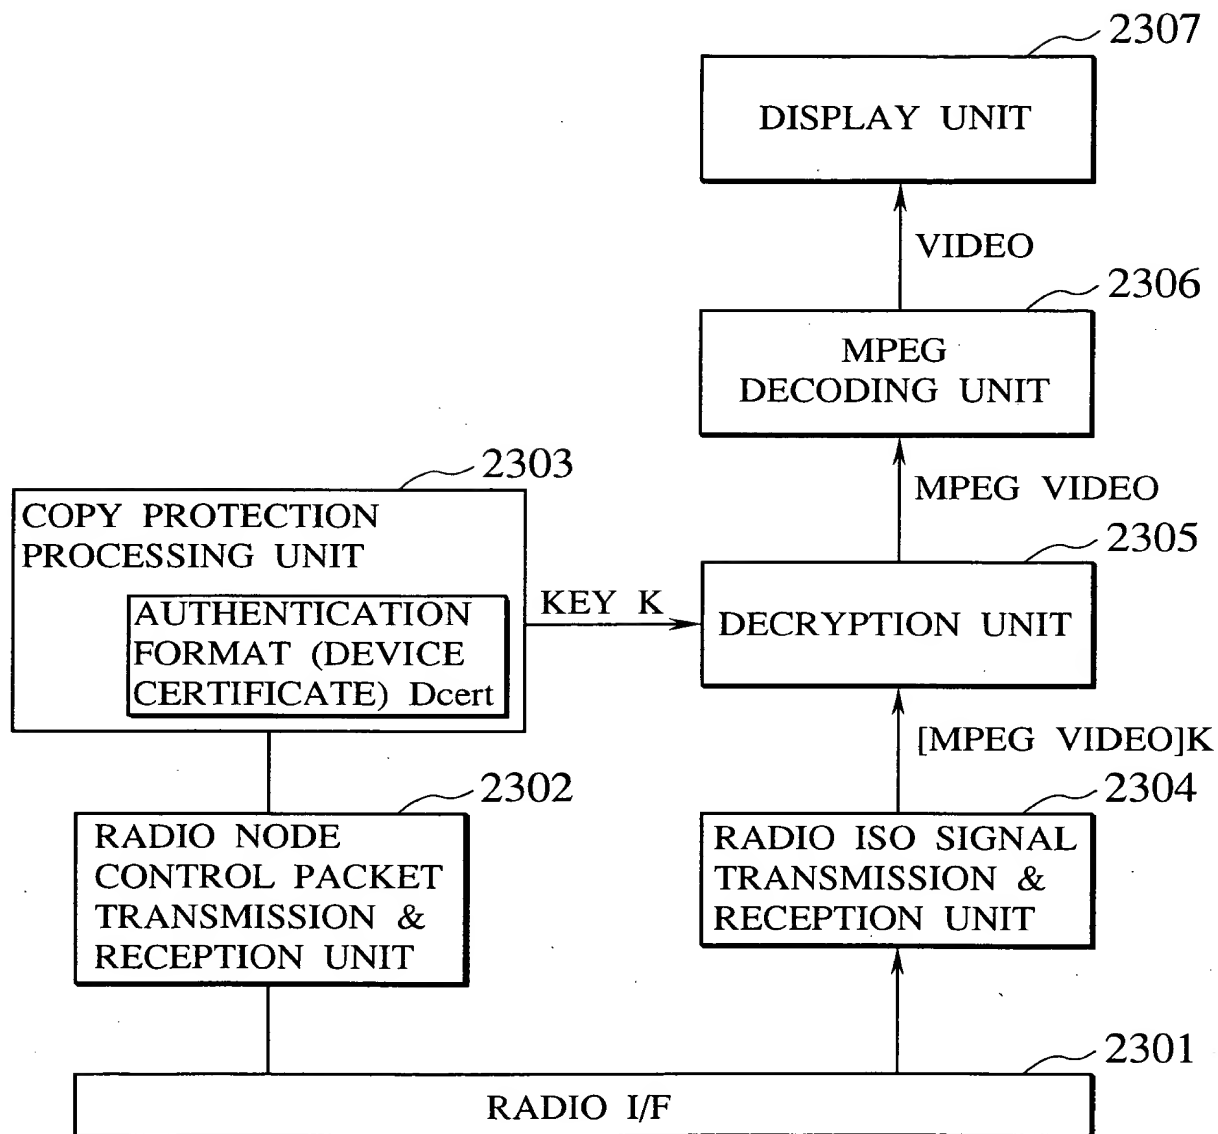 2307
DISPLAY UNIT
VIDEO
2306
MPEG
DECODING UNIT
MPEG VIDEO
2303
COPY PROTECTION
PROCESSING UNIT
AUTHENTICATION
FORMAT (DEVICE
CERTIFICATE) Dcert
KEY K
2305
DECRYPTION UNIT
[MPEG VIDEO]K
2302
RADIO NODE
CONTROL PACKET
TRANSMISSION &
RECEPTION UNIT
2304
RADIO ISO SIGNAL
TRANSMISSION &
RECEPTION UNIT
2301
RADIO I/F